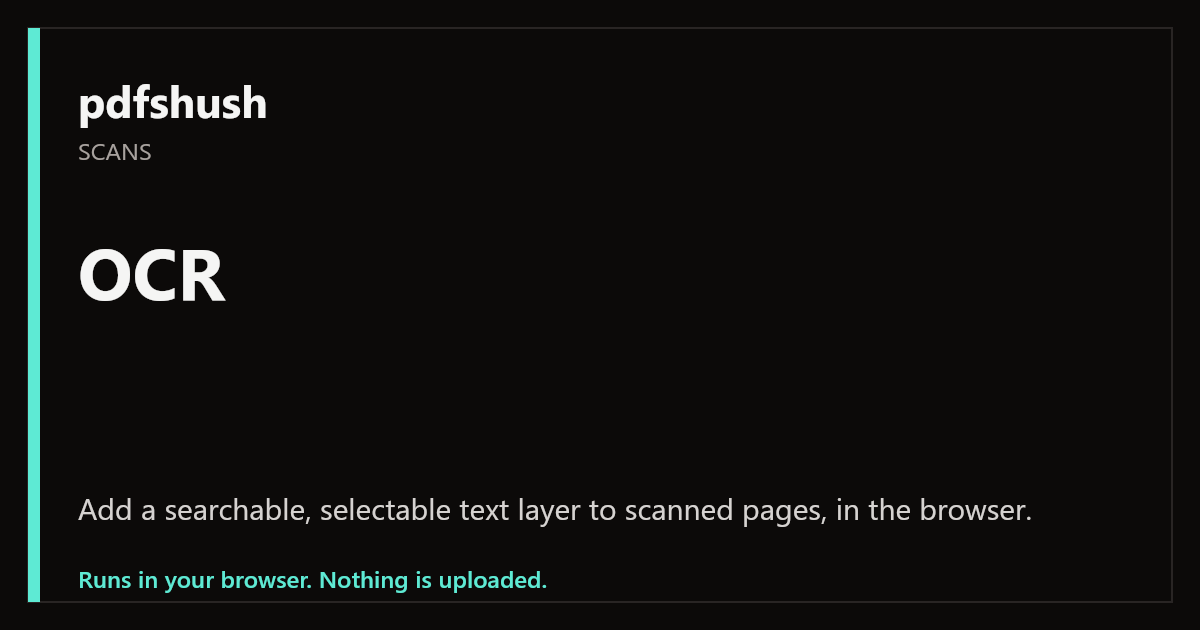 pdfshush
SCANS
OCR
Add a searchable, selectable text layer to scanned pages, in the browser.
Runs in your browser. Nothing is uploaded.